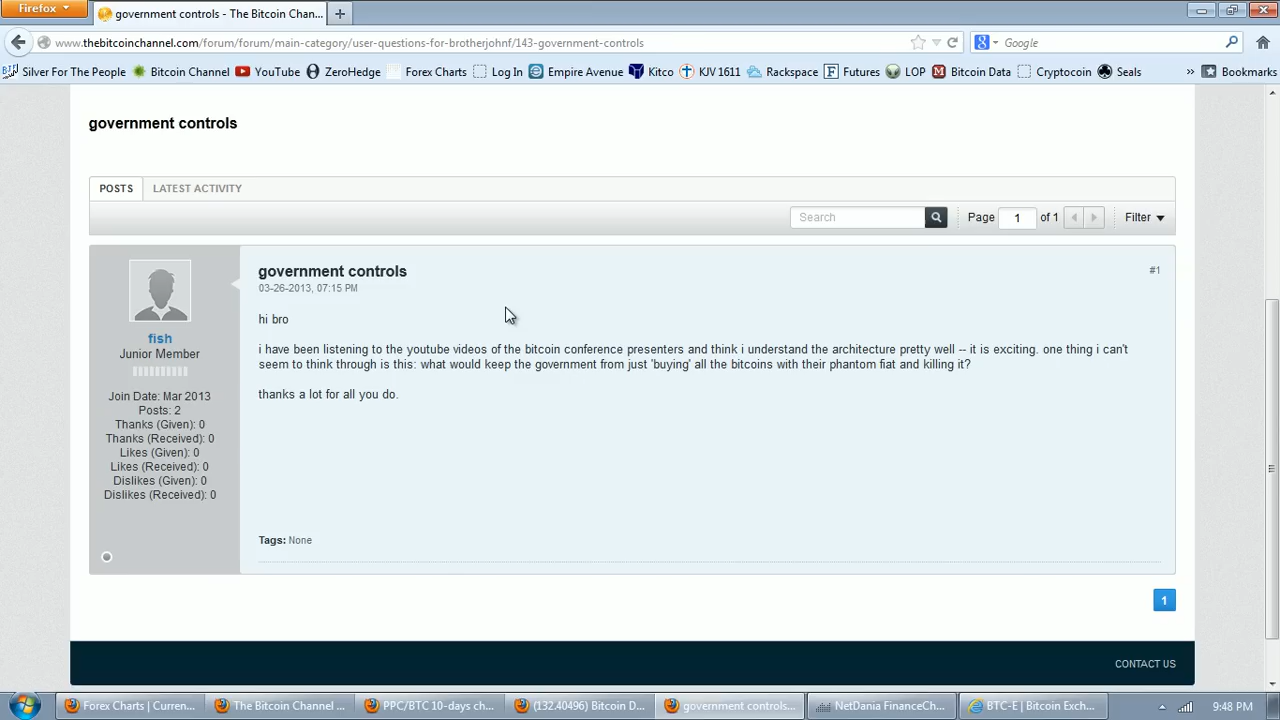 Firefox
government controls - The Bitcoin Chan...
www.thebitcoinchannel.com/forum/forum/main-category/user-questions-for-brotherjohnf/143-government-controls
Google
Silver For The People Bitcoin Channel YouTube ZeroHedge Forex Charts Log In Empire Avenue Kitco KJV 1611 Rackspace Futures LOP Bitcoin Data Cryptocoin Seals » Bookmarks
government controls
POSTS LATEST ACTIVITY
Search Page 1 of 1 Filter
government controls #1
03-26-2013, 07:15 PM
hi bro
i have been listening to the youtube videos of the bitcoin conference presenters and think i understand the architecture pretty well -- it is exciting. one thing i can't
seem to think through is this: what would keep the government from just 'buying' all the bitcoins with their phantom fiat and killing it?
thanks a lot for all you do.
fish
Junior Member
Join Date: Mar 2013
Posts: 2
Thanks (Given): 0
Thanks (Received): 0
Likes (Given): 0
Likes (Received): 0
Dislikes (Given): 0
Dislikes (Received): 0
Tags: None
1
CONTACT US
Forex Charts | Curren... The Bitcoin Channel ... PPC/BTC 10-days ch... (132.40496) Bitcoin D... government controls... NetDania FinanceCh... BTC-E | Bitcoin Exch... 9:48 PM